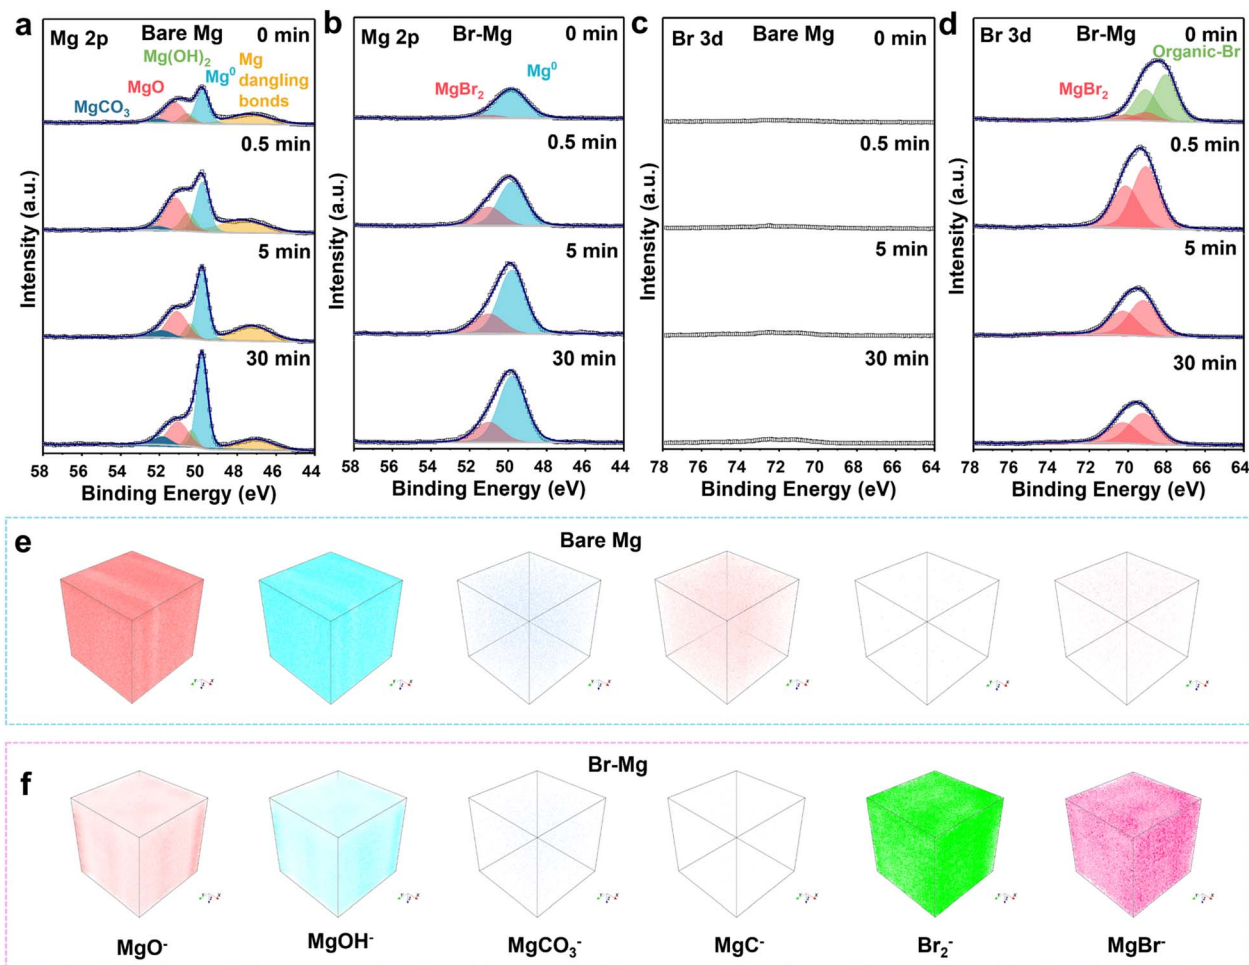 a
Mg 2p Bare Mg 0 min
Mg(OH)₂
MgO
Mg⁰
Mg
dangling
bonds
MgCO₃
0.5 min
5 min
30 min
58 56 54 52 50 48 46 44
Binding Energy (eV)
Intensity (a.u.)
b
Mg 2p Br-Mg 0 min
Mg⁰
MgBr₂
0.5 min
5 min
30 min
58 56 54 52 50 48 46 44
Binding Energy (eV)
Intensity (a.u.)
c
Br 3d Bare Mg 0 min
0.5 min
5 min
30 min
78 76 74 72 70 68 66 64
Binding Energy (eV)
Intensity (a.u.)
d
Br 3d Br-Mg 0 min
Organic-Br
MgBr₂
0.5 min
5 min
30 min
78 76 74 72 70 68 66 64
Binding Energy (eV)
Intensity (a.u.)
e
Bare Mg
f
Br-Mg
MgO⁻ MgOH⁻ MgCO₃⁻ MgC⁻ Br₂⁻ MgBr⁻